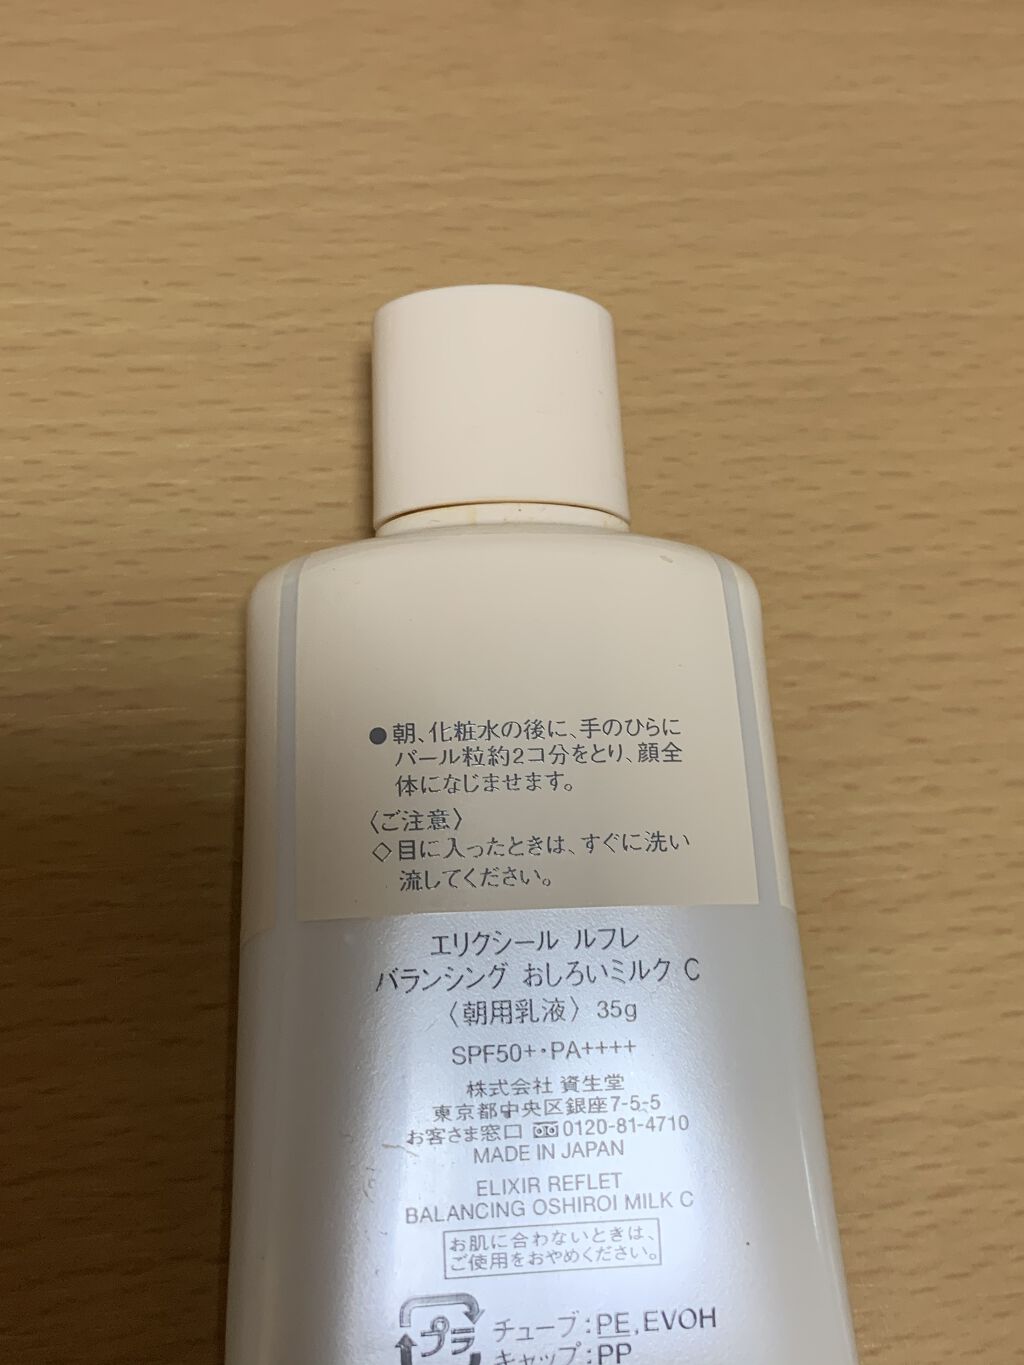 ●朝、化粧水の後に、手のひらに
パール粒約2コ分をとり、顔全
体になじませます。
〈ご注意〉
◇目に入ったときは、すぐに洗い
流してください。
エリクシール ルフレ
バランシング おしろいミルク C
〈朝用乳液〉 35g
SPF50+・PA++++
株式会社 資生堂
東京都中央区銀座7-5-5
お客さま窓口 0120-81-4710
MADE IN JAPAN
ELIXIR REFLET
BALANCING OSHIROI MILK C
お肌に合わないときは、
ご使用をおやめください。
プラ チューブ:PE,EVOH
キャップ:PP